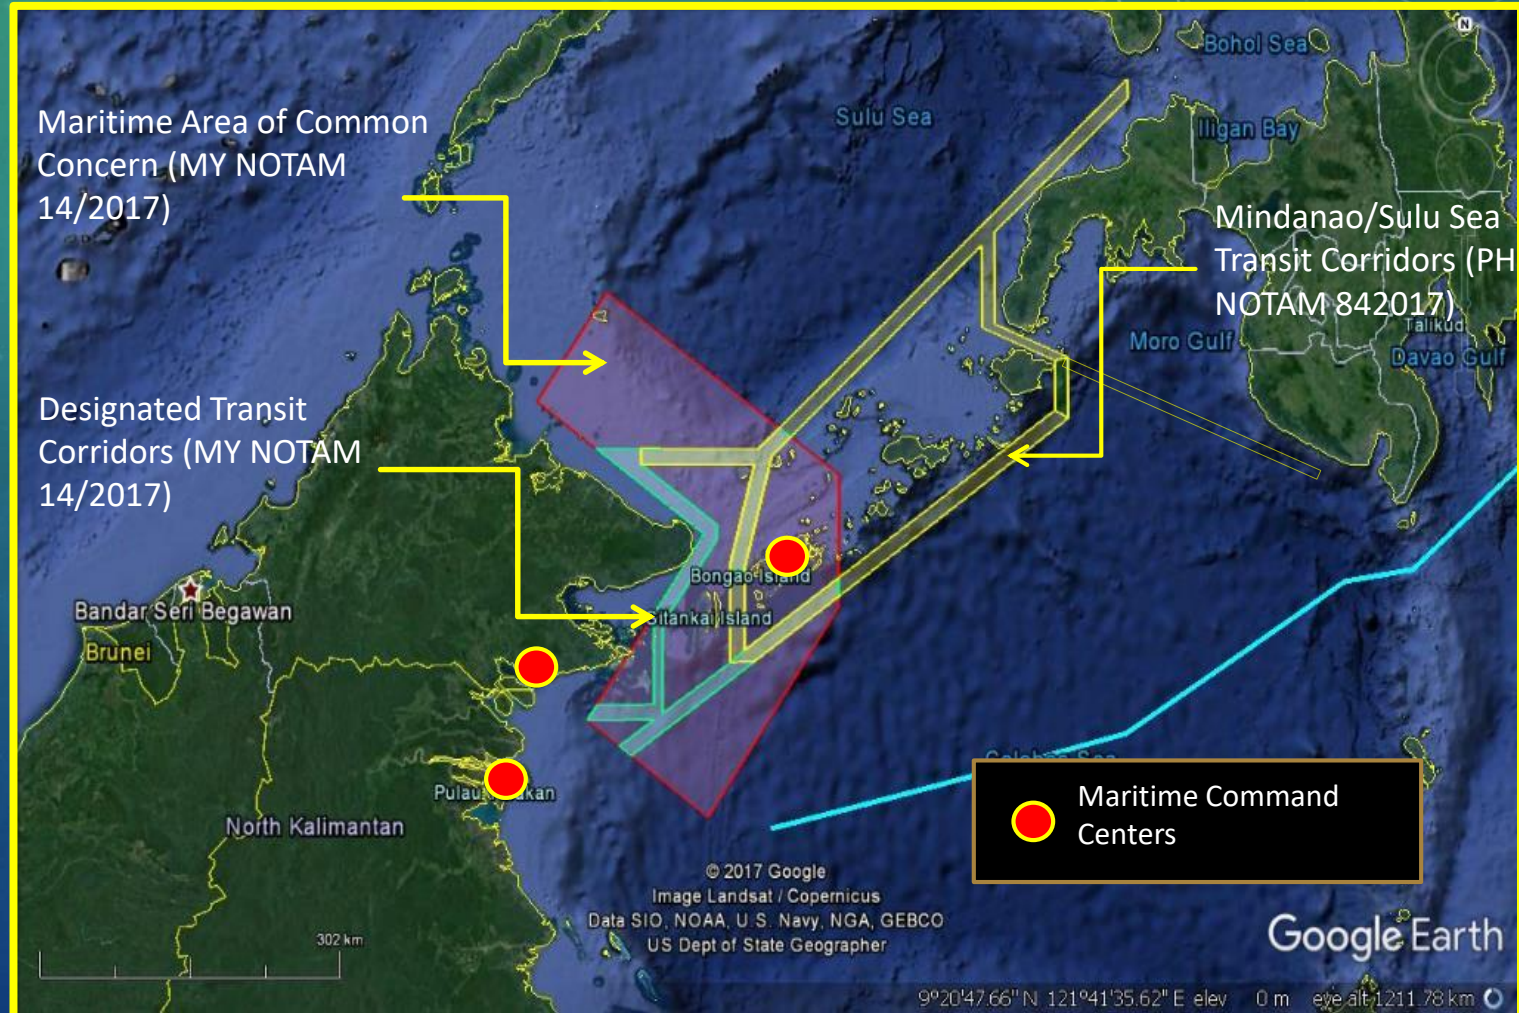 Maritime Area of Common
Concern (MY NOTAM
14/2017)
Designated Transit
Corridors (MY NOTAM
14/2017)
Mindanao/Sulu Sea
Transit Corridors (PH
NOTAM 842017)
N
Bohol Sea
Sulu Sea
Iligan Bay
Moro Gulf
Talikud
Davao Gulf
Bongao Island
Sitankai Island
Bandar Seri Begawan
Brunei
Pulau
North Kalimantan
Celebes Sea
Maritime Command
Centers
© 2017 Google
Image Landsat / Copernicus
Data SIO, NOAA, U.S. Navy, NGA, GEBCO
US Dept of State Geographer
302 km
Google Earth
9°20'47.66" N 121°41'35.62" E elev 0 m eye alt 1211.78 km